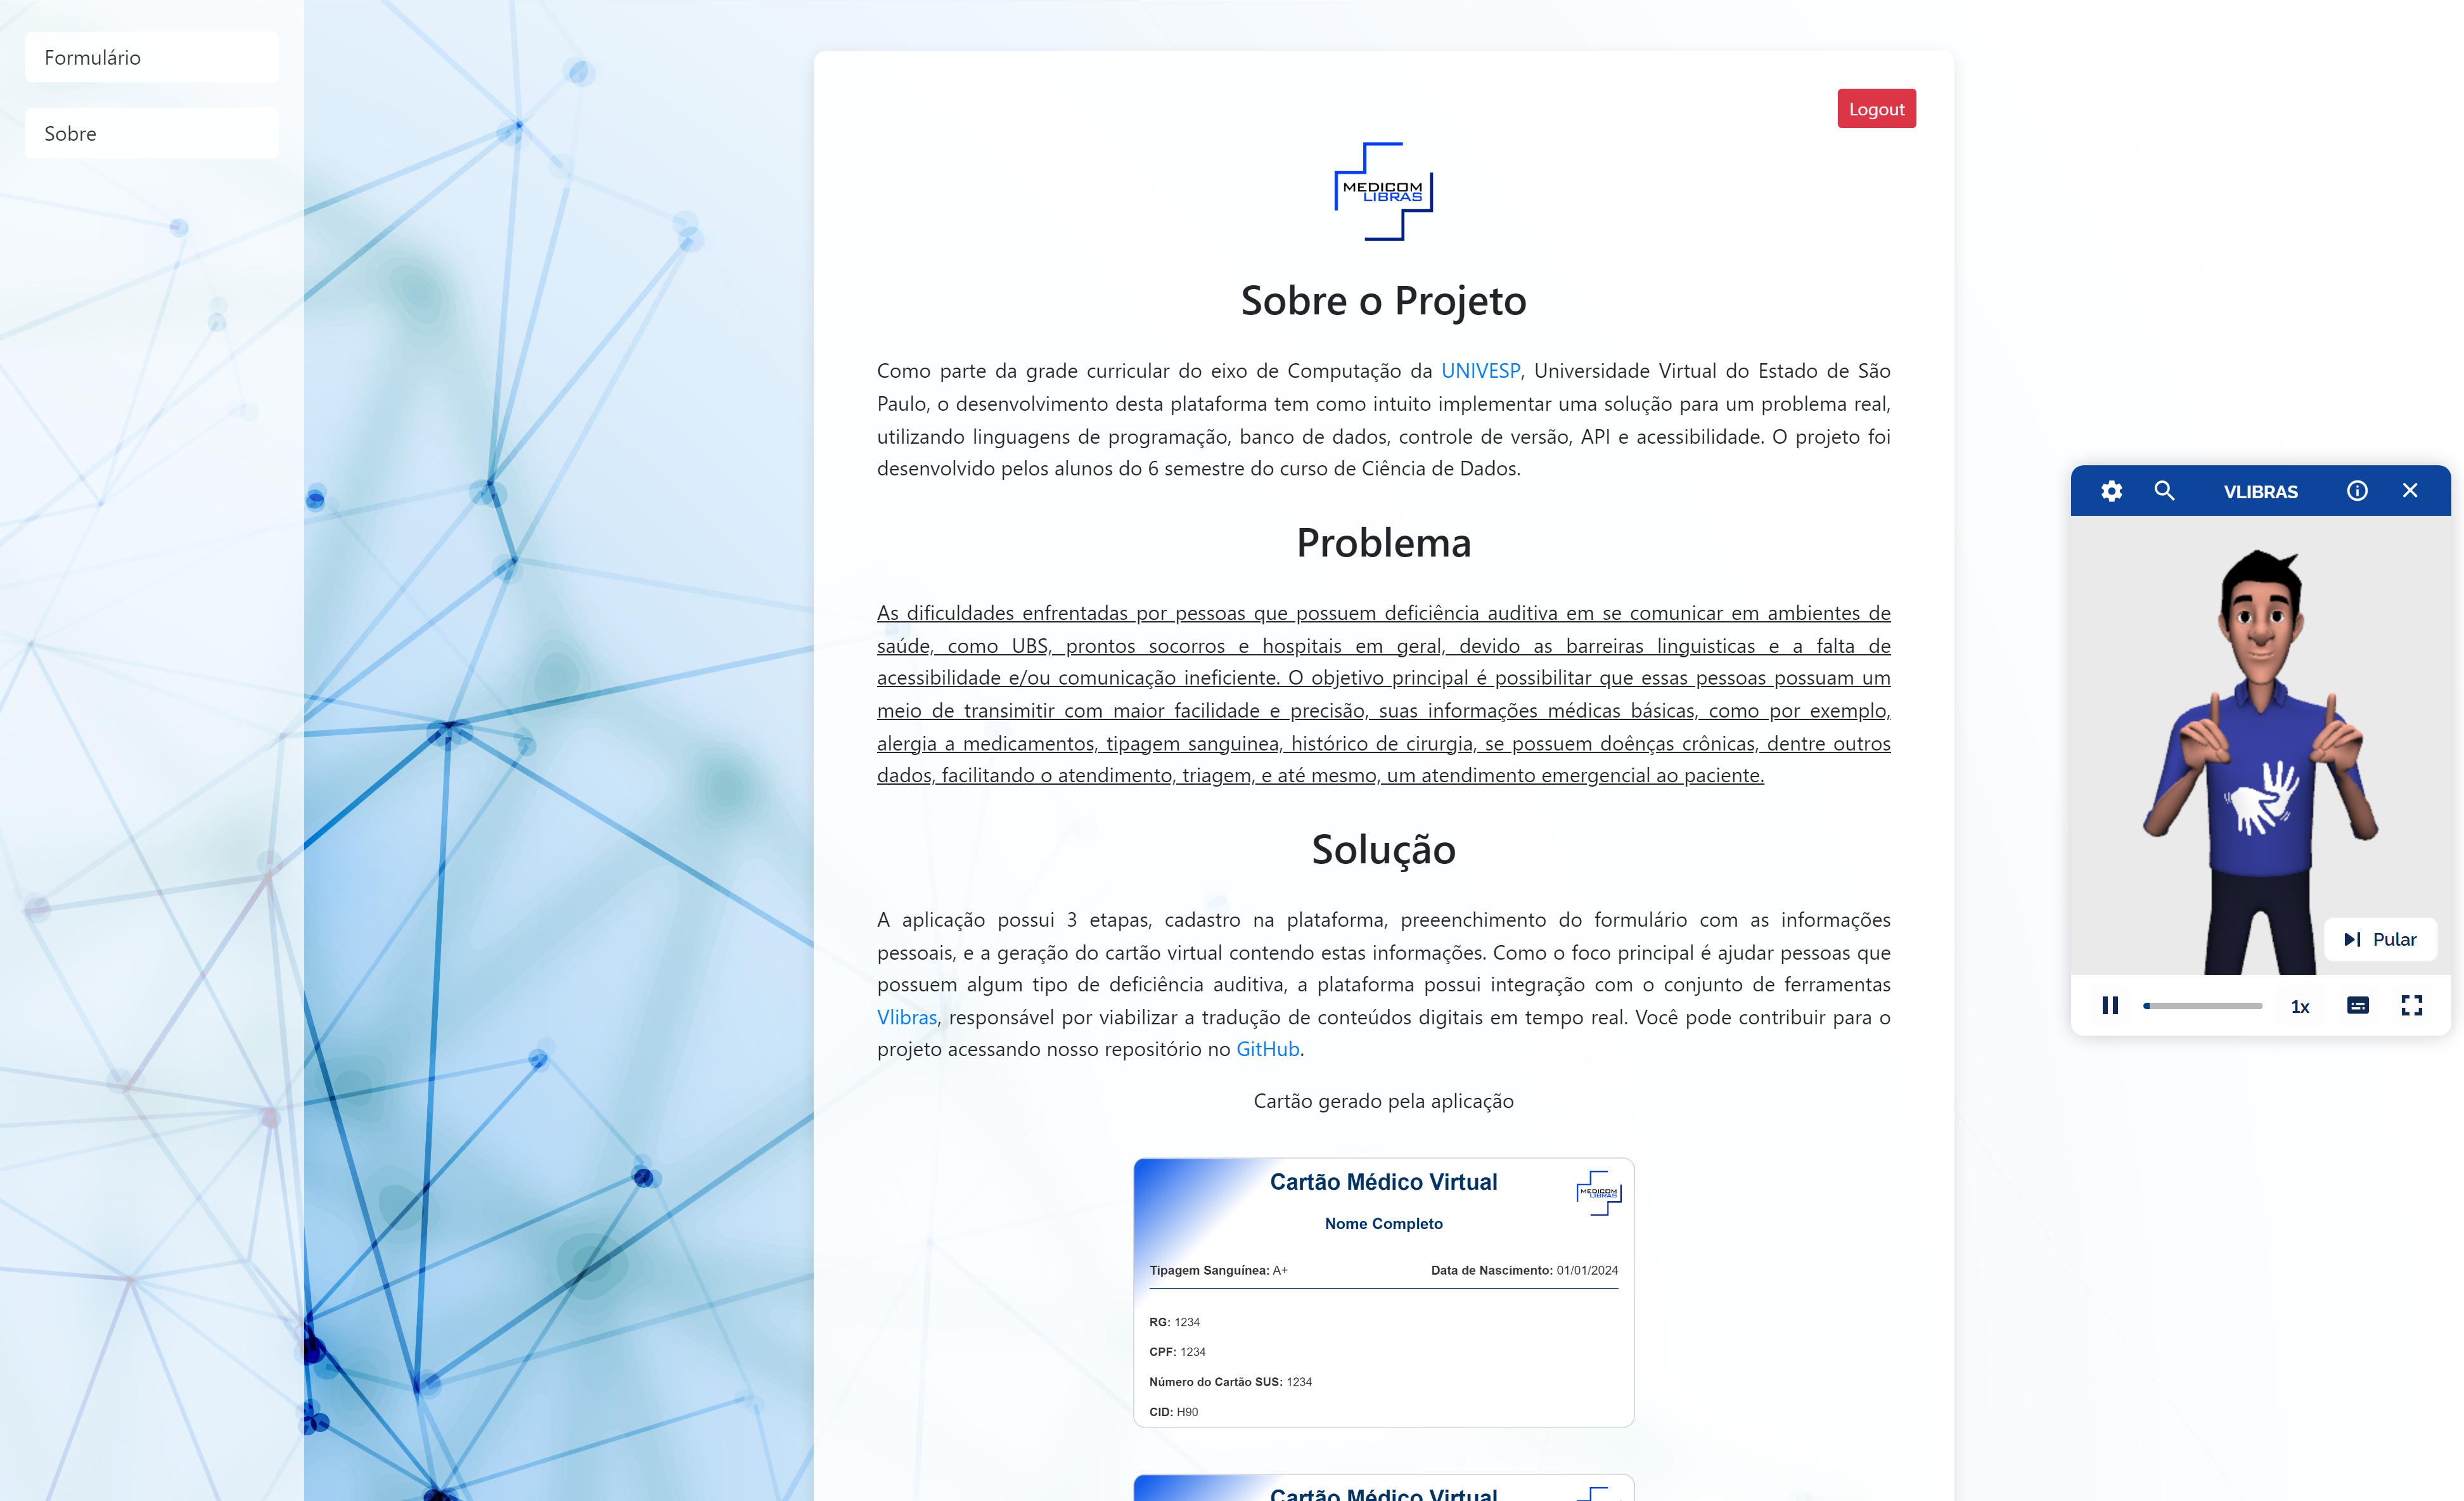 Formulário
Sobre
Logout
MEDICOM
LIBRAS
Sobre o Projeto
Como parte da grade curricular do eixo de Computação da UNIVESP, Universidade Virtual do Estado de São
Paulo, o desenvolvimento desta plataforma tem como intuito implementar uma solução para um problema real,
utilizando linguagens de programação, banco de dados, controle de versão, API e acessibilidade. O projeto foi
desenvolvido pelos alunos do 6 semestre do curso de Ciência de Dados.
Problema
As dificuldades enfrentadas por pessoas que possuem deficiência auditiva em se comunicar em ambientes de
saúde, como UBS, prontos socorros e hospitais em geral, devido as barreiras linguisticas e a falta de
acessibilidade e/ou comunicação ineficiente. O objetivo principal é possibilitar que essas pessoas possuam um
meio de transimitir com maior facilidade e precisão, suas informações médicas básicas, como por exemplo,
alergia a medicamentos, tipagem sanguinea, histórico de cirurgia, se possuem doênças crônicas, dentre outros
dados, facilitando o atendimento, triagem, e até mesmo, um atendimento emergencial ao paciente.
Solução
A aplicação possui 3 etapas, cadastro na plataforma, preeenchimento do formulário com as informações
pessoais, e a geração do cartão virtual contendo estas informações. Como o foco principal é ajudar pessoas que
possuem algum tipo de deficiência auditiva, a plataforma possui integração com o conjunto de ferramentas
Vlibras, responsável por viabilizar a tradução de conteúdos digitais em tempo real. Você pode contribuir para o
projeto acessando nosso repositório no GitHub.
Cartão gerado pela aplicação
Cartão Médico Virtual
MEDICOM
LIBRAS
Nome Completo
Tipagem Sanguínea: A+ Data de Nascimento: 01/01/2024
RG: 1234
CPF: 1234
Número do Cartão SUS: 1234
CID: H90
Cartão Médico Virtual
VLIBRAS
Pular
1x